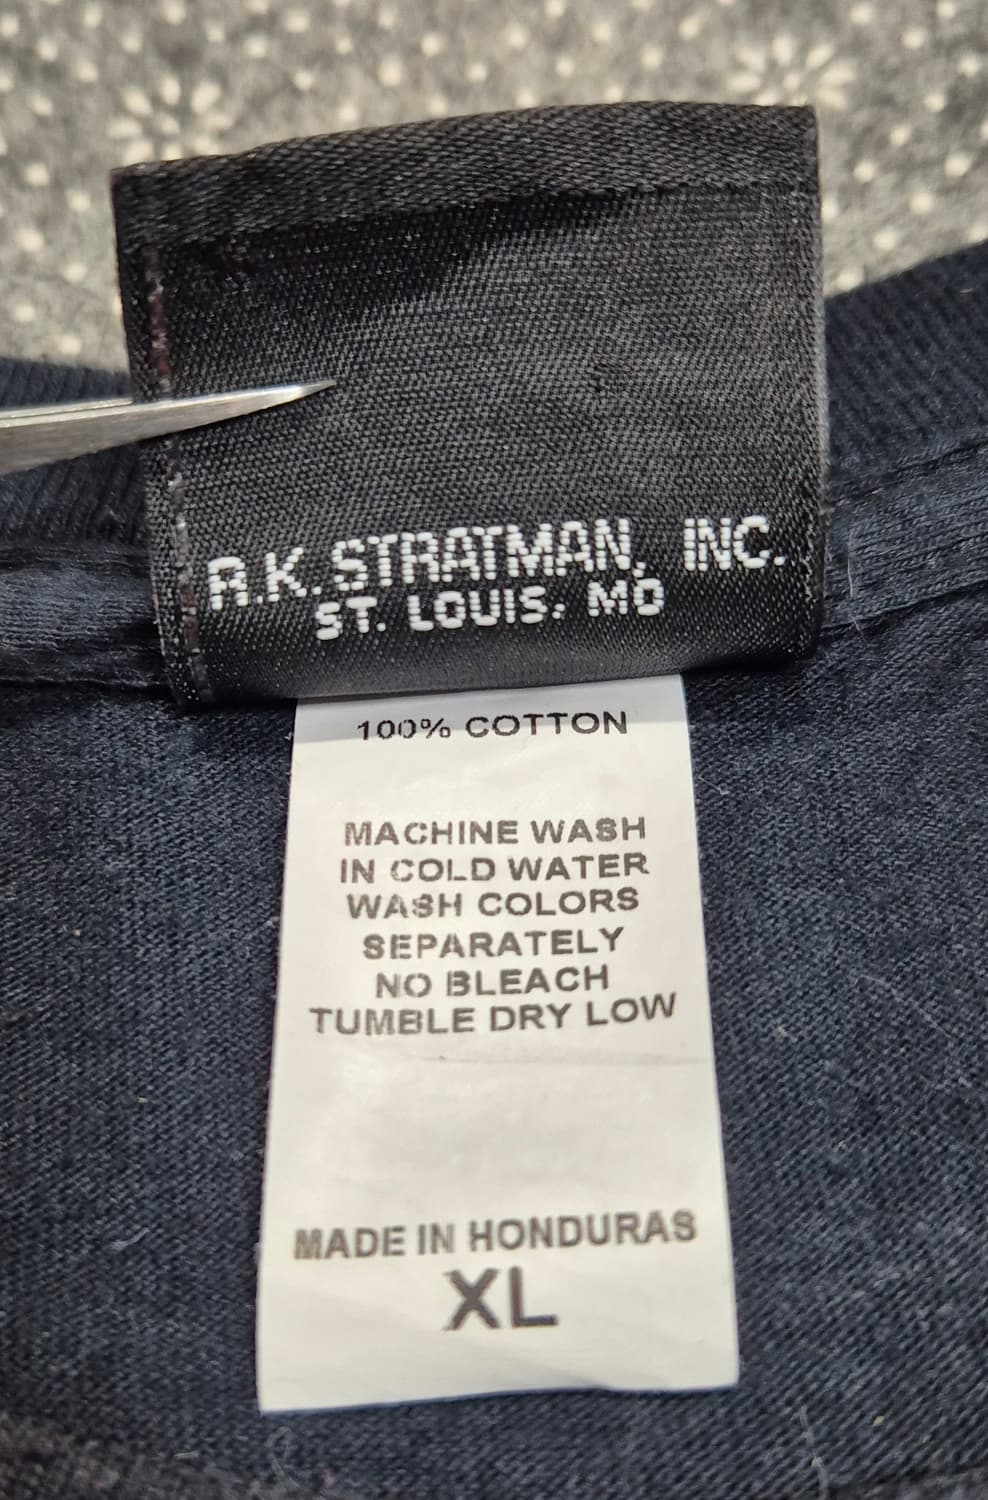 R.K. STRATMAN, INC.
ST. LOUIS, MO
100% COTTON
MACHINE WASH
IN COLD WATER
WASH COLORS
SEPARATELY
NO BLEACH
TUMBLE DRY LOW
MADE IN HONDURAS
XL